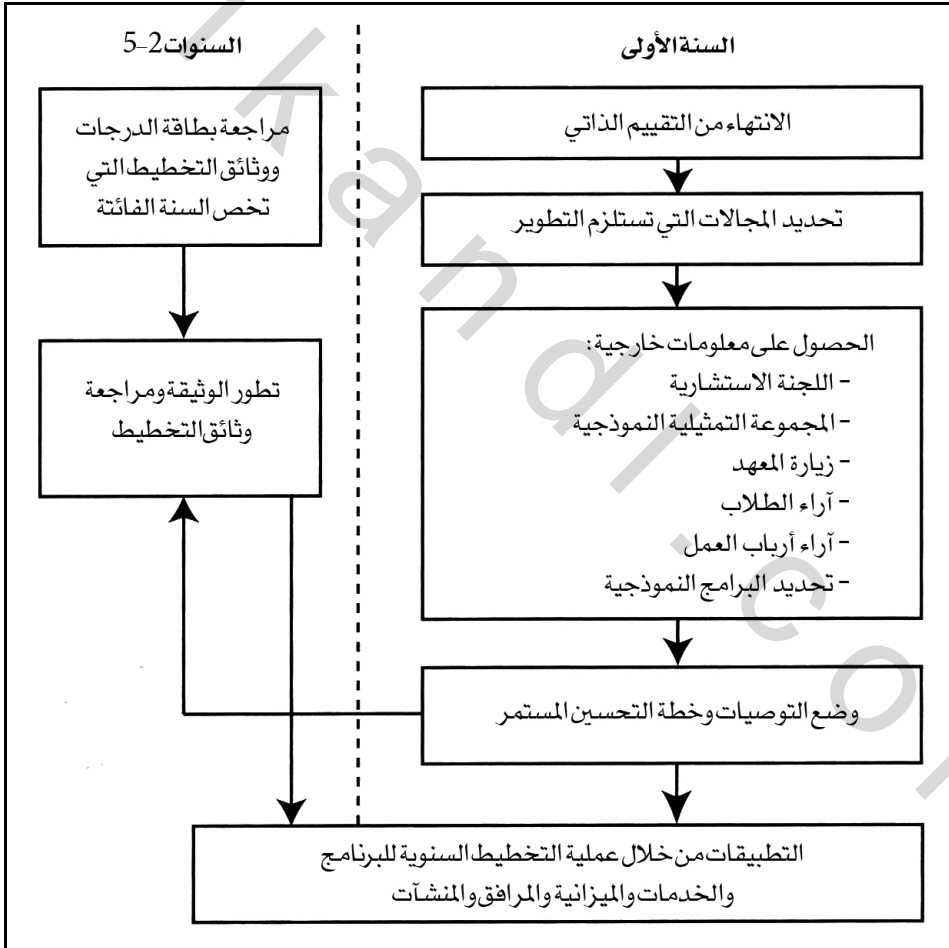 السنة الأولى
الانتهاء من التقييم الذاتي
تحديد المجالات التي تستلزم التطوير
الحصول على معلومات خارجية:
- اللجنة الاستشارية
- المجموعة التمثيلية النموذجية
- زيارة المعهد
- آراء الطلاب
- آراء أرباب العمل
- تحديد البرامج النموذجية
وضع التوصيات وخطة التحسين المستمر
السنوات 2–5
مراجعة بطاقة الدرجات
ووثائق التخطيط التي
تخص السنة الفائتة
تطور الوثيقة ومراجعة
وثائق التخطيط
التطبيقات من خلال عملية التخطيط السنوية للبرنامج
والخدمات والميزانية والمرافق والمنشآت
ikandi.com